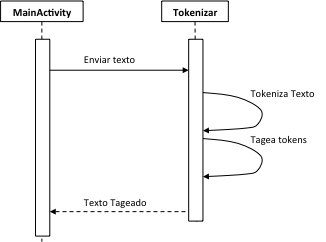 MainActivity
Tokenizar
Enviar texto
Tokeniza Texto
Tagea tokens
Texto Tageado